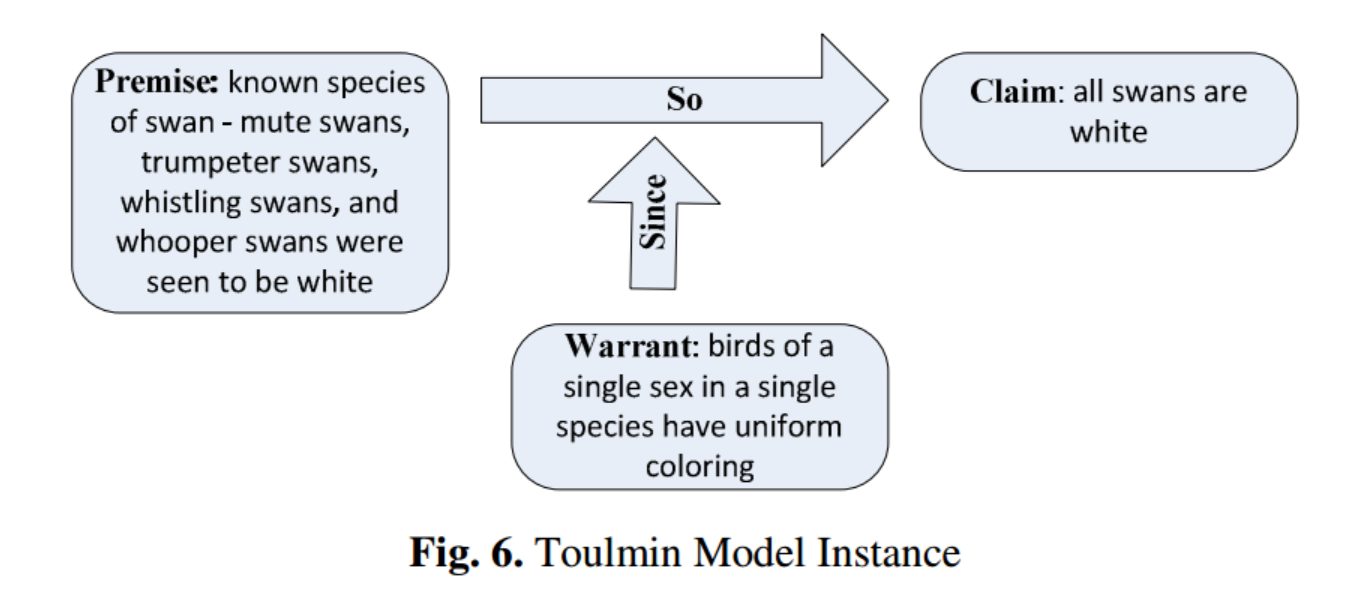 Premise: known species
of swan - mute swans,
trumpeter swans,
whistling swans, and
whooper swans were
seen to be white
So
Claim: all swans are
white
Since
Warrant: birds of a
single sex in a single
species have uniform
coloring
Fig. 6. Toulmin Model Instance